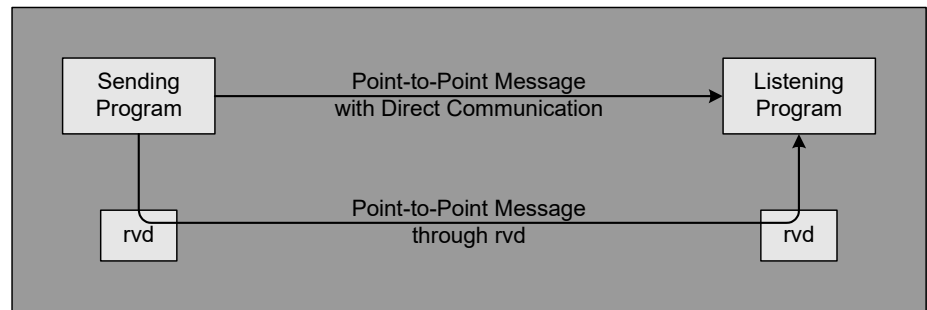 Sending
Program
Point-to-Point Message
with Direct Communication
Listening
Program
rvd
Point-to-Point Message
through rvd
rvd